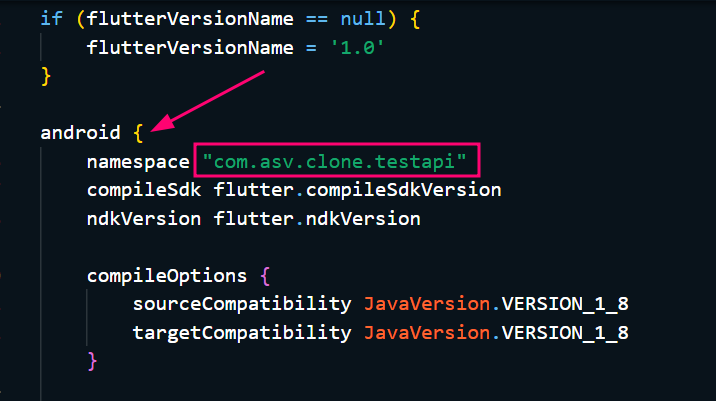 if (flutterVersionName == null) {
flutterVersionName = '1.0'
}
android {
namespace "com.asv.clone.testapi"
compileSdk flutter.compileSdkVersion
ndkVersion flutter.ndkVersion
compileOptions {
sourceCompatibility JavaVersion.VERSION_1_8
targetCompatibility JavaVersion.VERSION_1_8
}